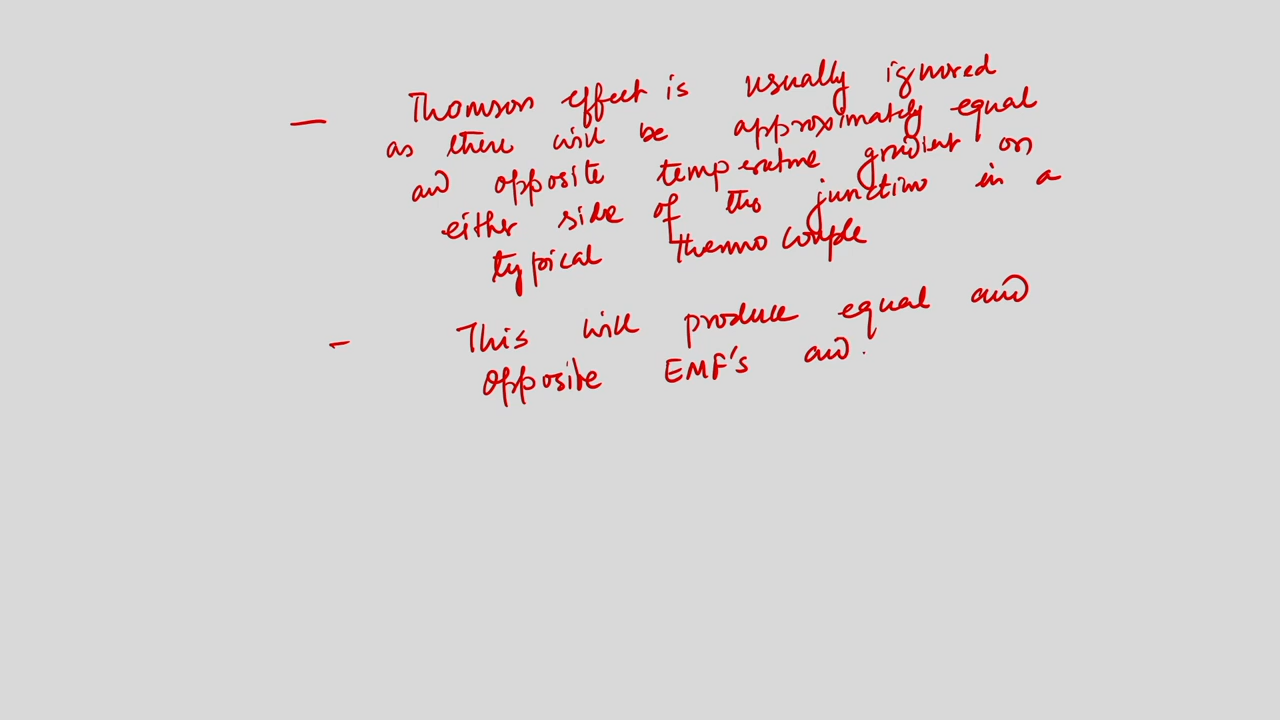 — Thomson effect is usually ignored
as there will be approximately equal
and opposite temperature gradient on
either side of the junction in a
typical thermocouple
- This will produce equal and
opposite EMF's and.